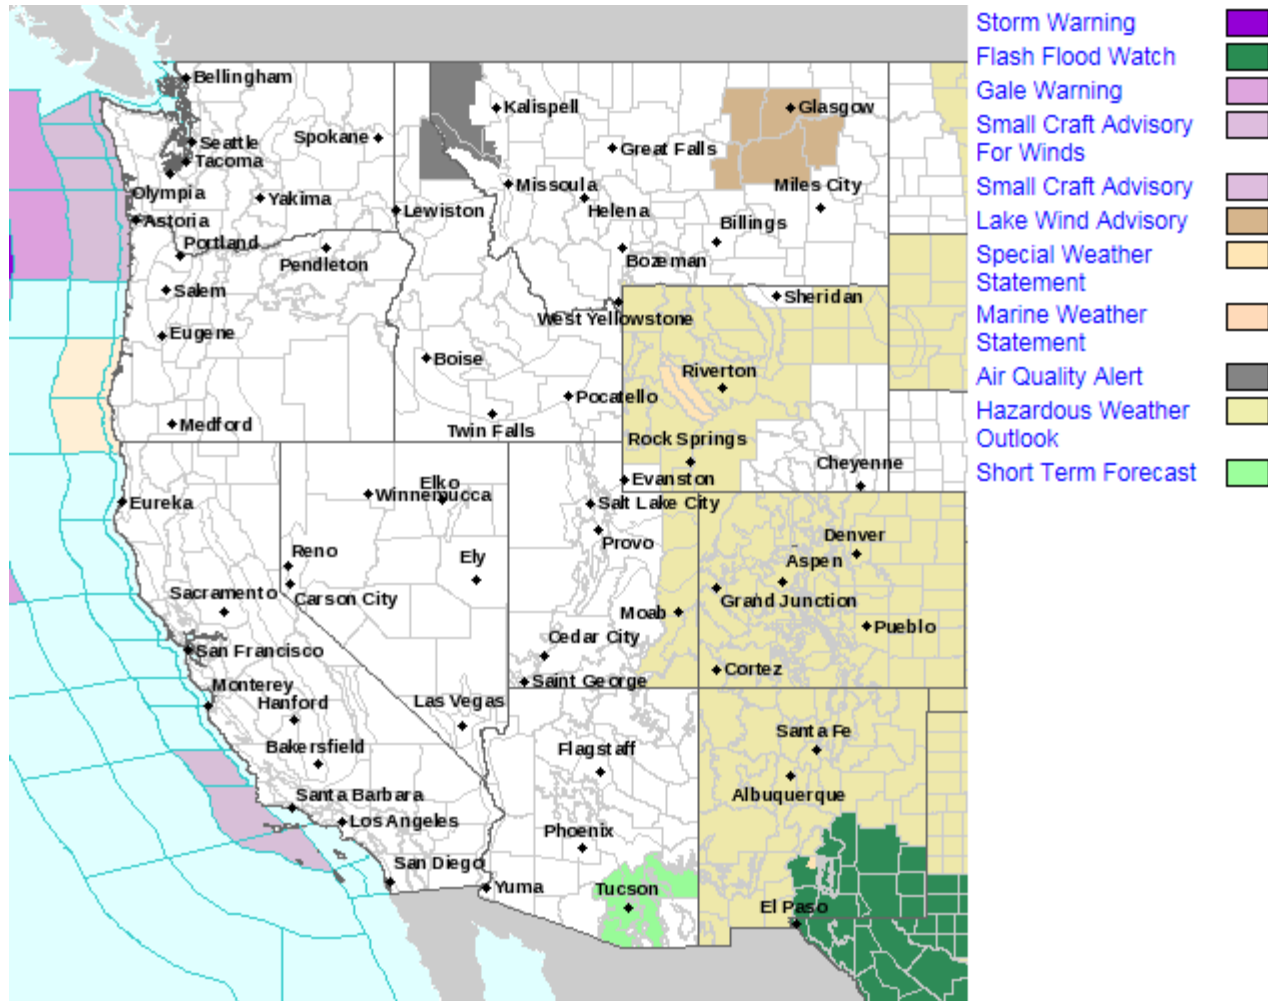 Storm Warning
Flash Flood Watch
Gale Warning
Small Craft Advisory
For Winds
Small Craft Advisory
Lake Wind Advisory
Special Weather
Statement
Marine Weather
Statement
Air Quality Alert
Hazardous Weather
Outlook
Short Term Forecast
Bellingham
Kalispell
Glasgow
Seattle
Spokane
Great Falls
Tacoma
Missoula
Miles City
Olympia
Yakima
Lewiston
Helena
Astoria
Billings
Portland
Pendleton
Bozeman
Salem
Sheridan
West Yellowstone
Eugene
Boise
Riverton
Pocatello
Medford
Twin Falls
Rock Springs
Cheyenne
Evanston
Elko
Winnemucca
Eureka
Salt Lake City
Denver
Provo
Reno
Ely
Aspen
Sacramento
Carson City
Grand Junction
Moab
Pueblo
Cedar City
San Francisco
Cortez
Saint George
Monterey
Hanford
Las Vegas
Santa Fe
Bakersfield
Flagstaff
Albuquerque
Santa Barbara
Los Angeles
Phoenix
San Diego
Yuma
Tucson
El Paso